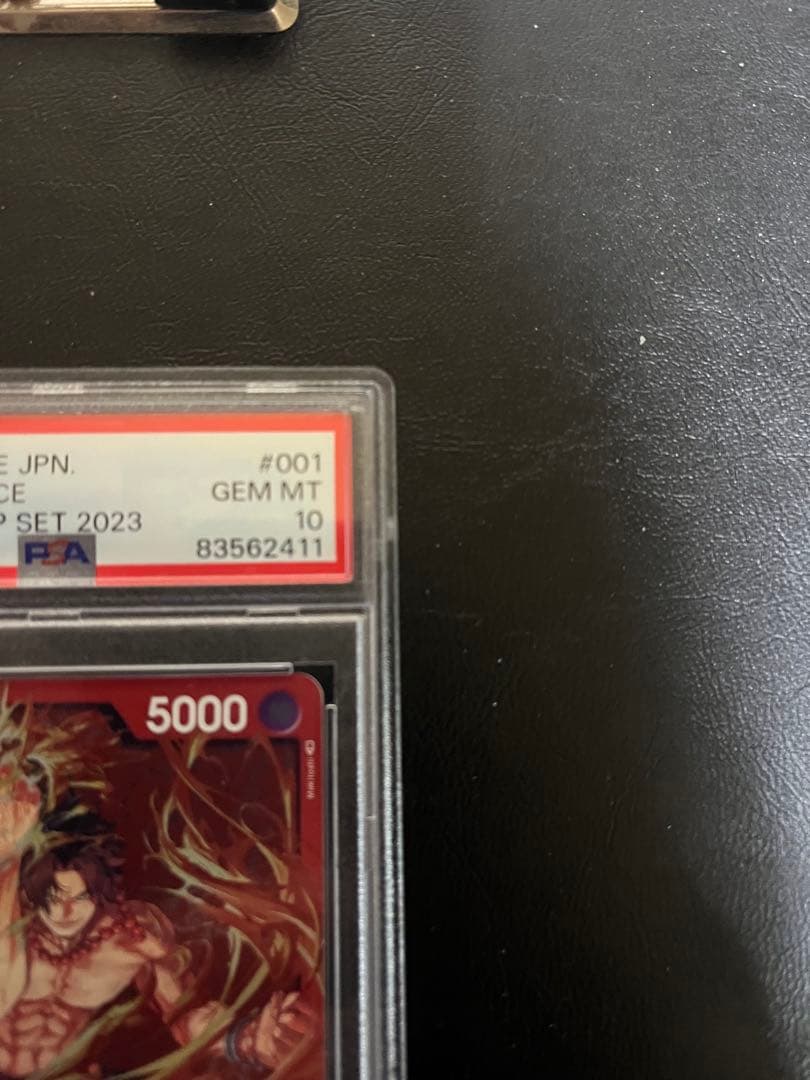 E JPN. #001
CE GEM MT
P SET 2023 10
PSA 83562411
5000